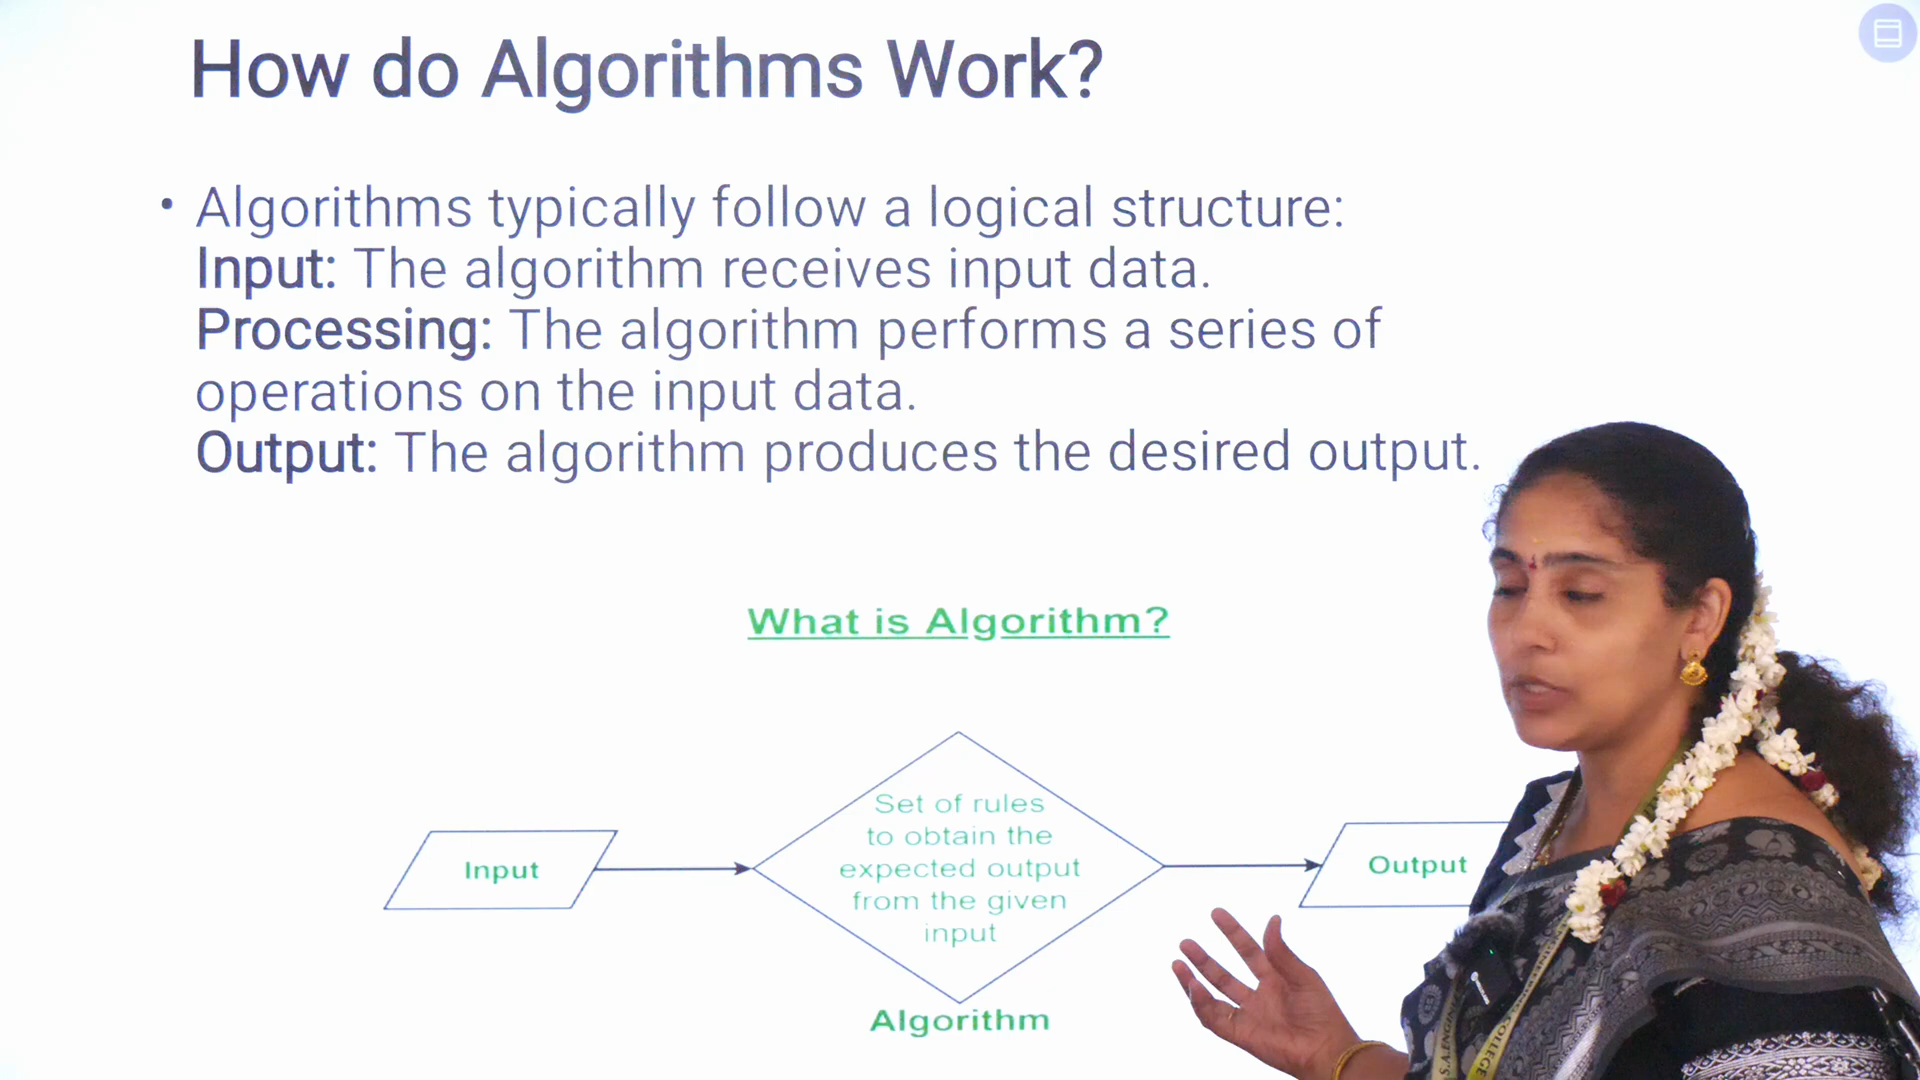 How do Algorithms Work?
• Algorithms typically follow a logical structure:
Input: The algorithm receives input data.
Processing: The algorithm performs a series of
operations on the input data.
Output: The algorithm produces the desired output.
What is Algorithm?
Input
Set of rules
to obtain the
expected output
from the given
input
Output
Algorithm
S.A.ENGIN
COLLEGE